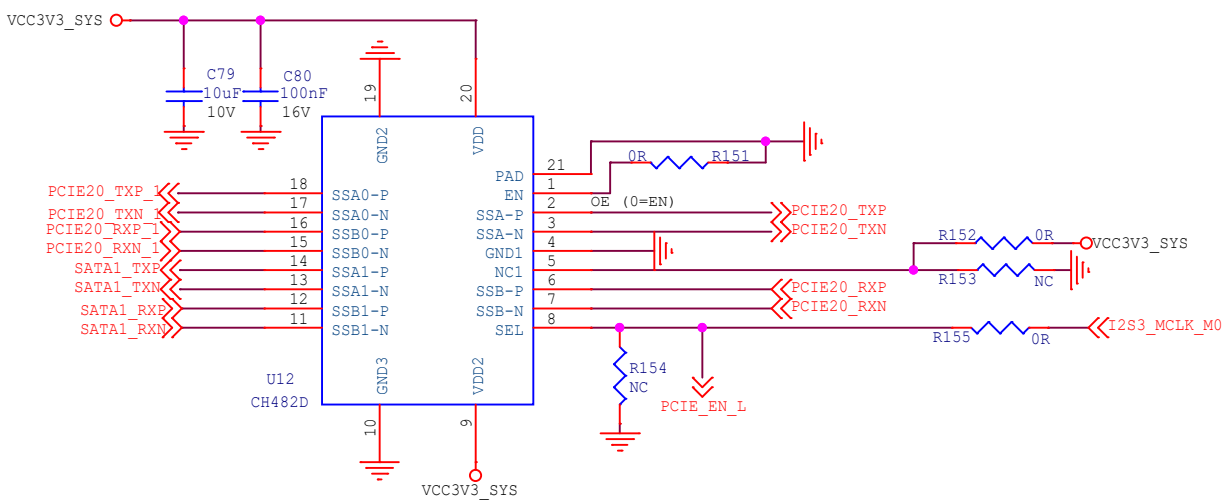 VCC3V3_SYS
C79
10uF
10V
C80
100nF
16V
19
20
GND2
VDD
0R
R151
21
PAD
PCIE20_TXP_1
18
SSA0-P
EN
1
OE (0=EN)
PCIE20_TXN_1
17
SSA0-N
SSA-P
2
PCIE20_TXP
PCIE20_RXP_1
16
SSB0-P
SSA-N
3
PCIE20_TXN
PCIE20_RXN_1
15
SSB0-N
GND1
4
R152
0R
VCC3V3_SYS
SATA1_TXP
14
SSA1-P
NC1
5
R153
NC
SATA1_TXN
13
SSA1-N
SSB-P
6
PCIE20_RXP
SATA1_RXP
12
SSB1-P
SSB-N
7
PCIE20_RXN
SATA1_RXN
11
SSB1-N
SEL
8
R155
0R
I2S3_MCLK_M0
U12
CH482D
GND3
VDD2
R154
NC
PCIE_EN_L
10
9
VCC3V3_SYS